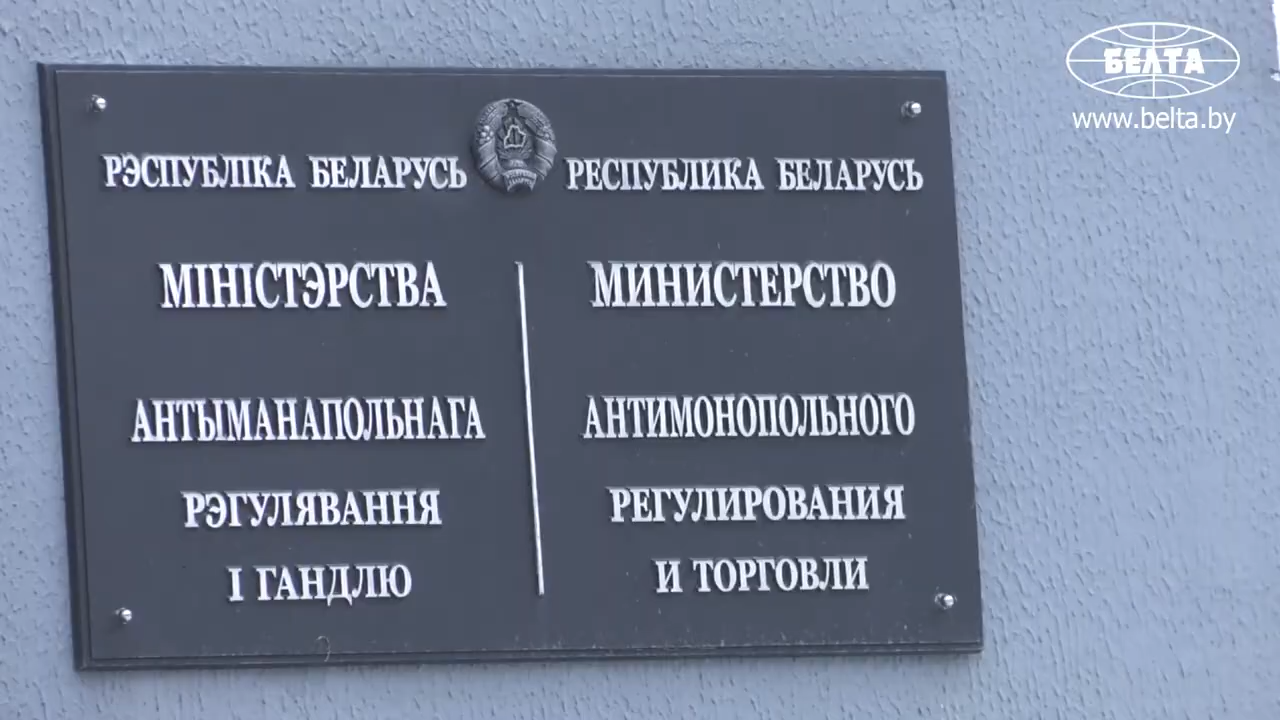 БЕЛТА
www.belta.by
РЭСПУБЛІКА БЕЛАРУСЬ
МІНІСТЭРСТВА
АНТЫМАНАПОЛЬНАГА
РЭГУЛЯВАННЯ
І ГАНДЛЮ
РЕСПУБЛИКА БЕЛАРУСЬ
МИНИСТЕРСТВО
АНТИМОНОПОЛЬНОГО
РЕГУЛИРОВАНИЯ
И ТОРГОВЛИ